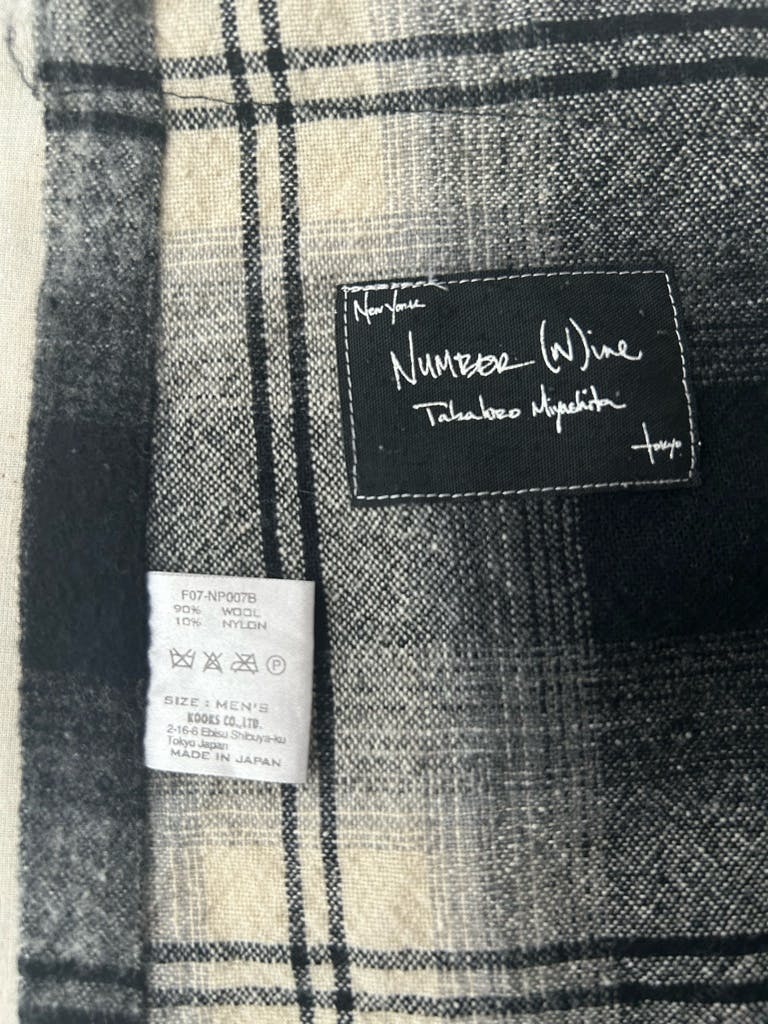 New York
NUMBER (N)ine
Takahiro Miyashita
tokyo.
F07-NP007B
90% WOOL
10% NYLON
P
SIZE : MEN'S
KOOKS CO.,LTD.
2-16-6 Ebisu Shibuya-ku
Tokyo Japan
MADE IN JAPAN